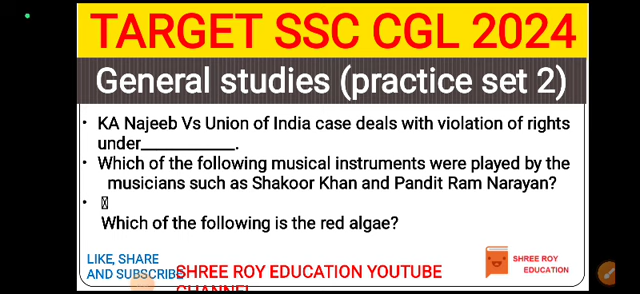 TARGET SSC CGL 2024
General studies (practice set 2)
• KA Najeeb Vs Union of India case deals with violation of rights
under____________.
• Which of the following musical instruments were played by the
musicians such as Shakoor Khan and Pandit Ram Narayan?
•
Which of the following is the red algae?
LIKE, SHARE
AND SUBSCRIBE
SHREE ROY EDUCATION YOUTUBE
CHANNEL
SHREE ROY
EDUCATION